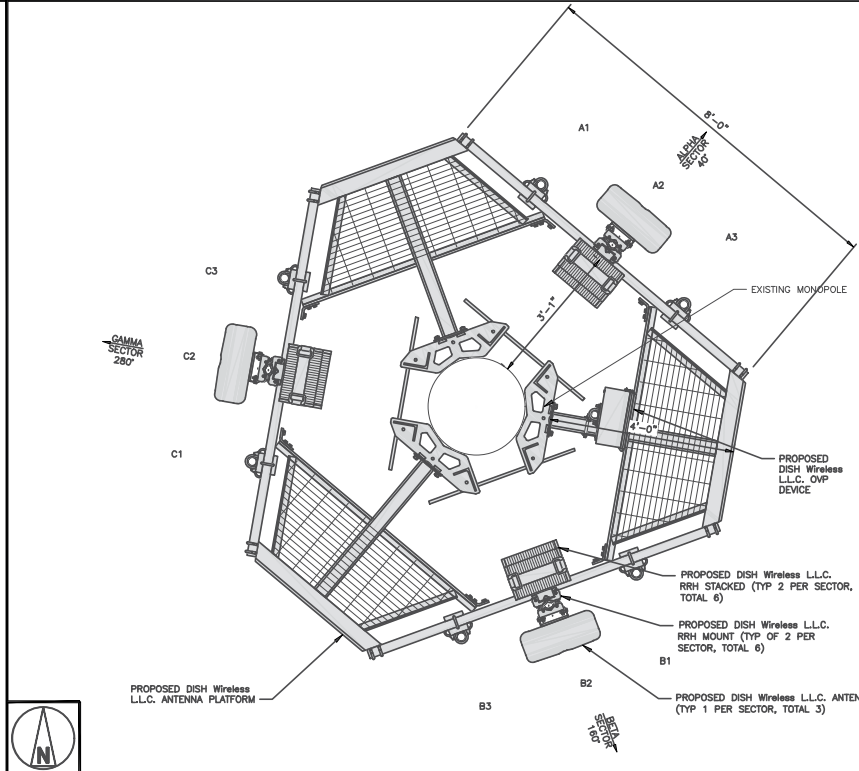 8'-0"
A1
ALPHA
SECTOR
40°
A2
A3
C3
EXISTING MONOPOLE
3'-1"
GAMMA
SECTOR
280°
C2
4'-0"
C1
PROPOSED
DISH Wireless
L.L.C. OVP
DEVICE
PROPOSED DISH Wireless L.L.C.
RRH STACKED (TYP 2 PER SECTOR,
TOTAL 6)
PROPOSED DISH Wireless L.L.C.
RRH MOUNT (TYP OF 2 PER
SECTOR, TOTAL 6)
B1
B2
PROPOSED DISH Wireless
L.L.C. ANTENNA PLATFORM
B3
PROPOSED DISH Wireless L.L.C. ANTEN
(TYP 1 PER SECTOR, TOTAL 3)
BETA
SECTOR
160°
N